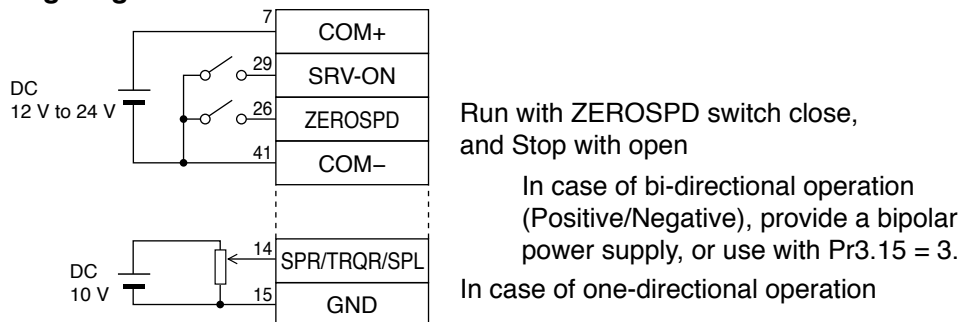 7
COM+
29
SRV-ON
DC
12 V to 24 V
26
ZEROSPD
41
COM−
Run with ZEROSPD switch close,
and Stop with open
In case of bi-directional operation
(Positive/Negative), provide a bipolar
power supply, or use with Pr3.15 = 3.
14
SPR/TRQR/SPL
DC
10 V
15
GND
In case of one-directional operation